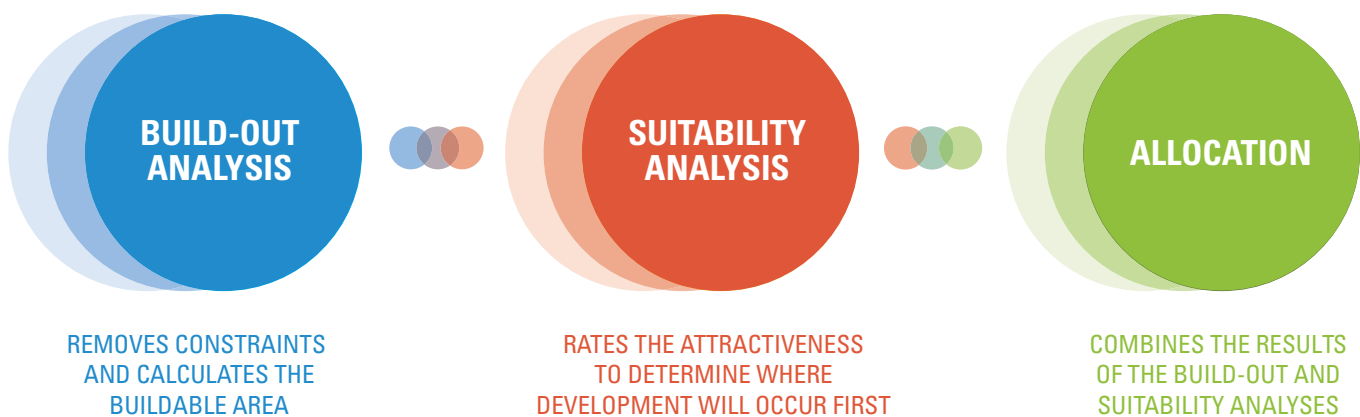 BUILD-OUT
ANALYSIS
REMOVES CONSTRAINTS
AND CALCULATES THE
BUILDABLE AREA
SUITABILITY
ANALYSIS
RATES THE ATTRACTIVENESS
TO DETERMINE WHERE
DEVELOPMENT WILL OCCUR FIRST
ALLOCATION
COMBINES THE RESULTS
OF THE BUILD-OUT AND
SUITABILITY ANALYSES